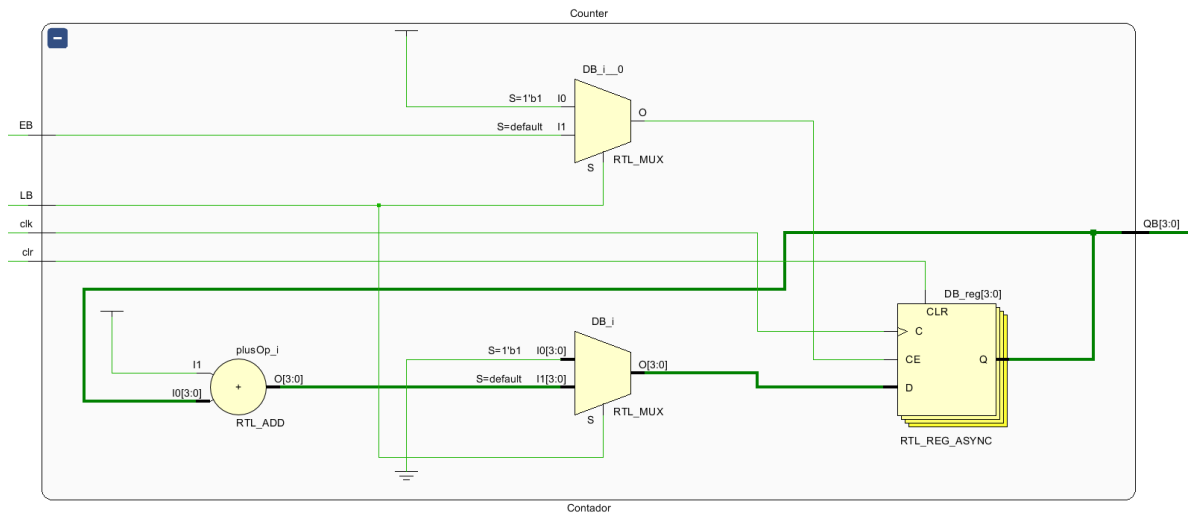 Counter
DB_i__0
S=1'b1 I0
O
EB
S=default I1
RTL_MUX
S
LB
clk
QB[3:0]
clr
DB_reg[3:0]
CLR
DB_i
C
plusOp_i
S=1'b1 I0[3:0]
CE
Q
I1
O[3:0]
+
O[3:0]
S=default I1[3:0]
D
I0[3:0]
RTL_MUX
S
RTL_ADD
RTL_REG_ASYNC
Contador